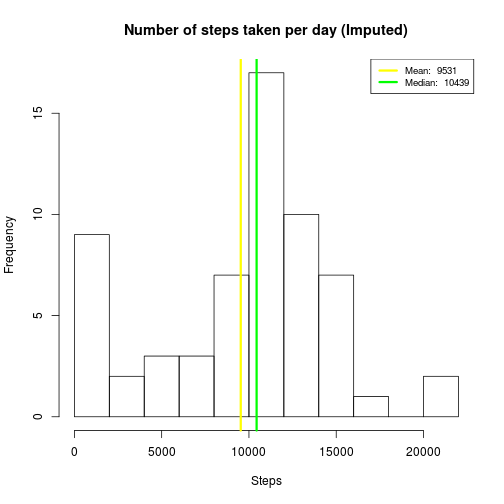 Number of steps taken per day (Imputed)
Mean: 9531
Median: 10439
Frequency
15
10
5
0
0 5000 10000 15000 20000
Steps